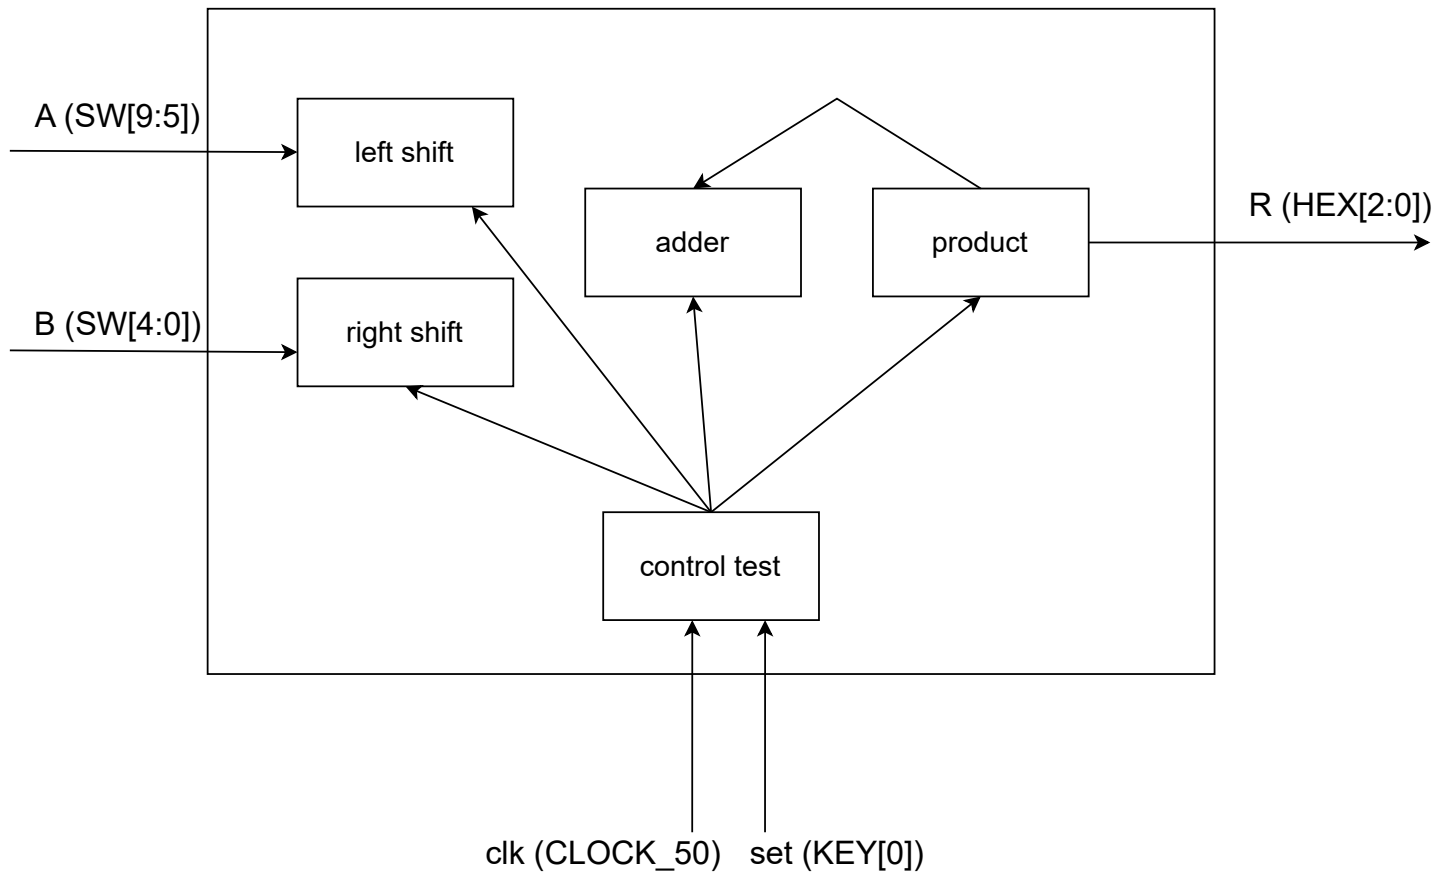 A (SW[9:5])
left shift
adder
product
R (HEX[2:0])
B (SW[4:0])
right shift
control test
clk (CLOCK_50)
set (KEY[0])